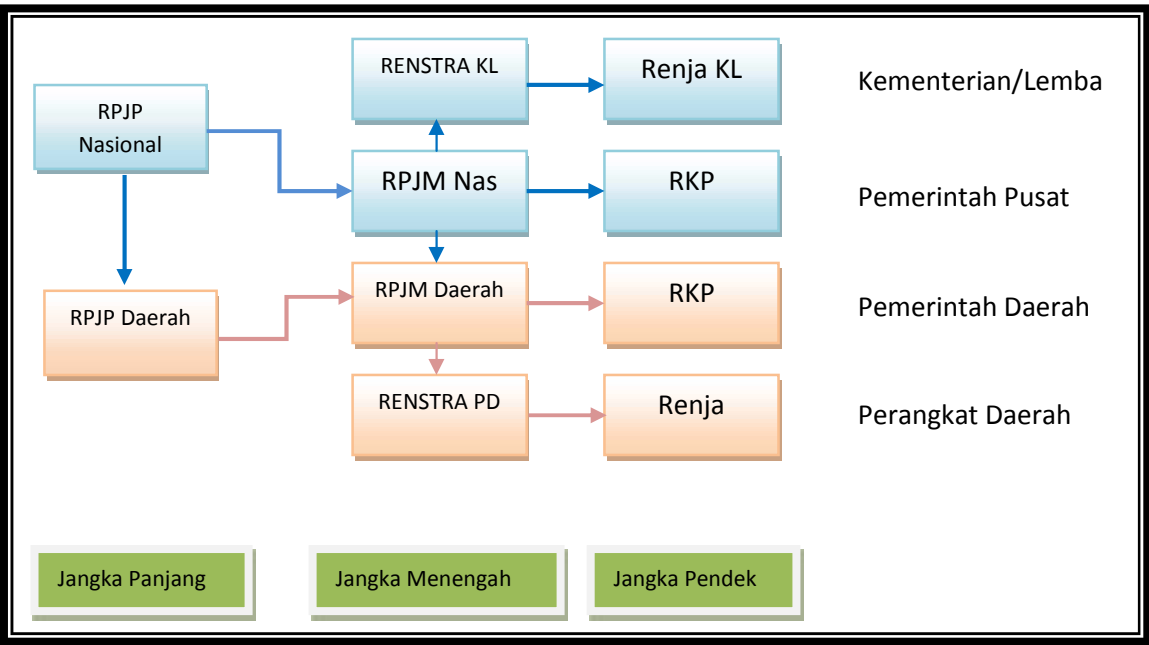 RENSTRA KL
Renja KL
Kementerian/Lemba
RPJP
Nasional
RPJM Nas
RKP
Pemerintah Pusat
RPJP Daerah
RPJM Daerah
RKP
Pemerintah Daerah
RENSTRA PD
Renja
Perangkat Daerah
Jangka Panjang
Jangka Menengah
Jangka Pendek